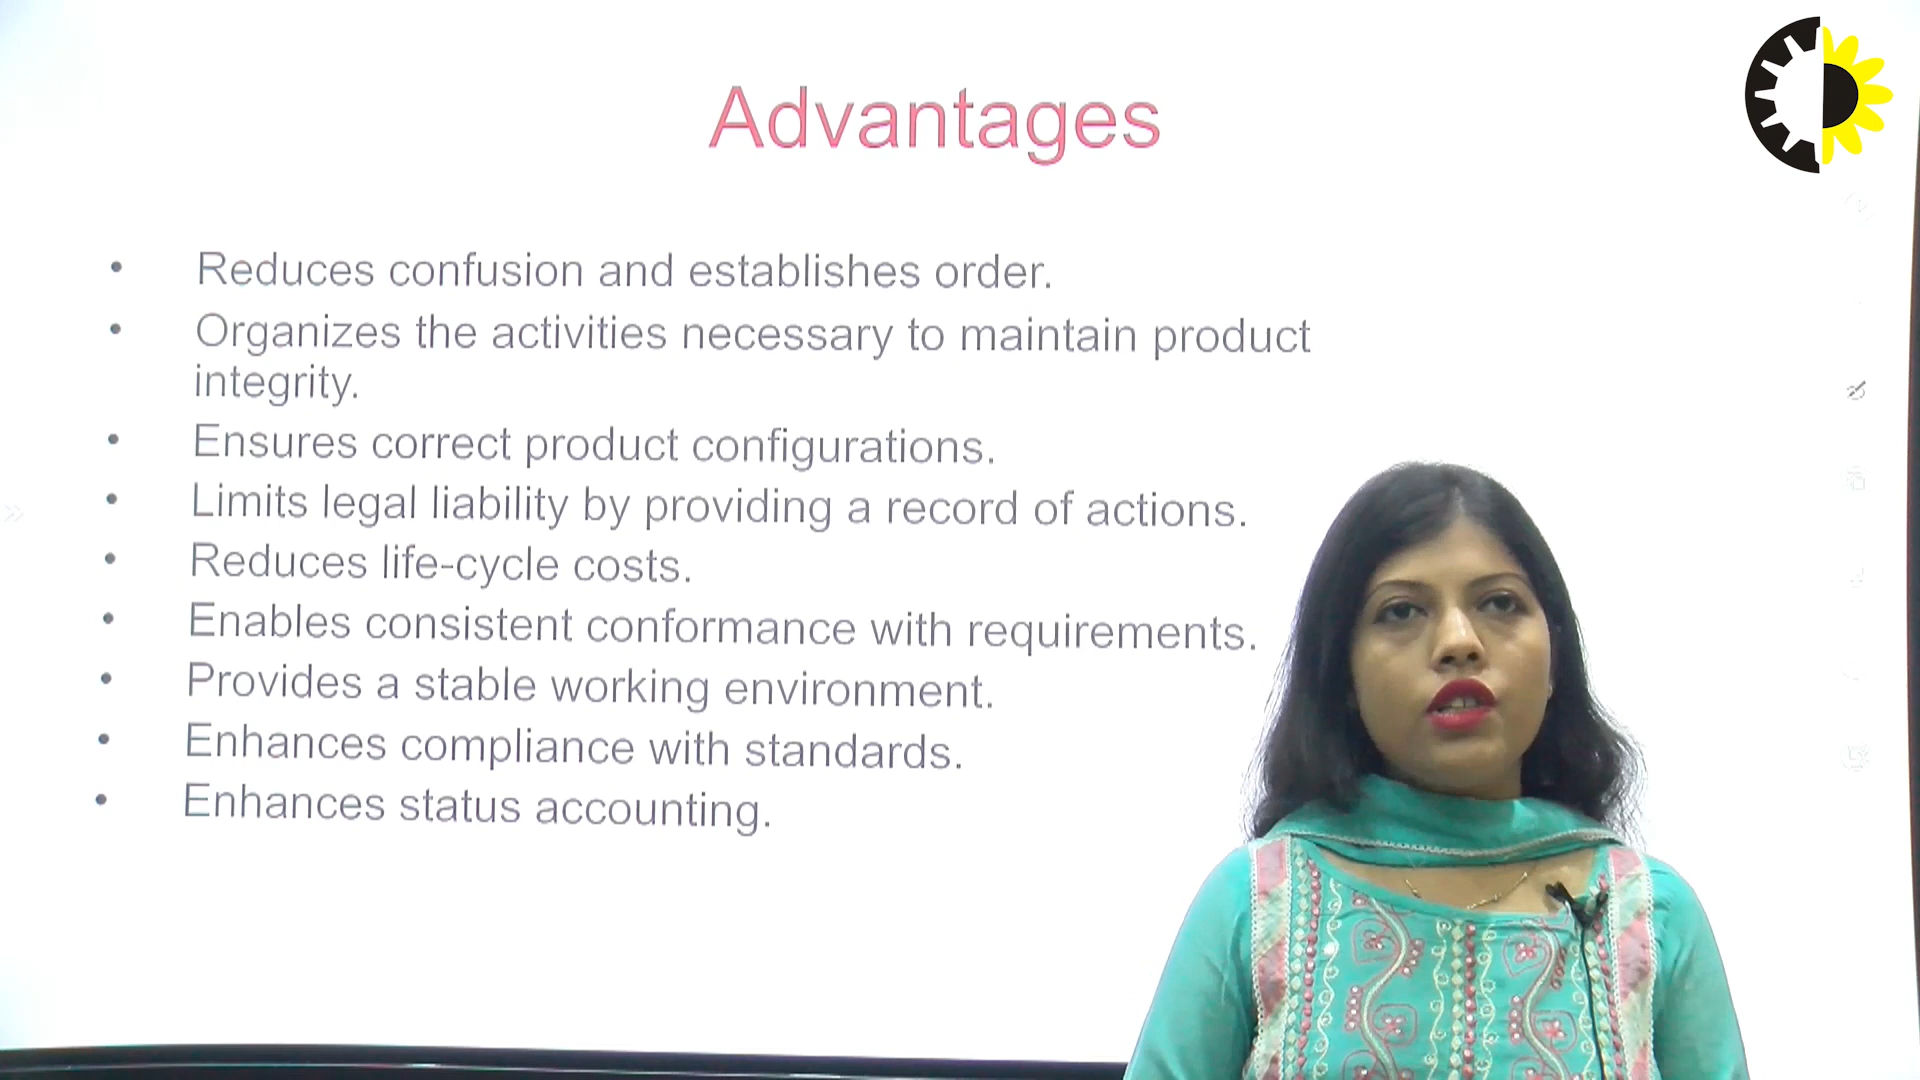 Advantages
• Reduces confusion and establishes order.
• Organizes the activities necessary to maintain product
integrity.
• Ensures correct product configurations.
• Limits legal liability by providing a record of actions.
• Reduces life-cycle costs.
• Enables consistent conformance with requirements.
• Provides a stable working environment.
• Enhances compliance with standards.
• Enhances status accounting.